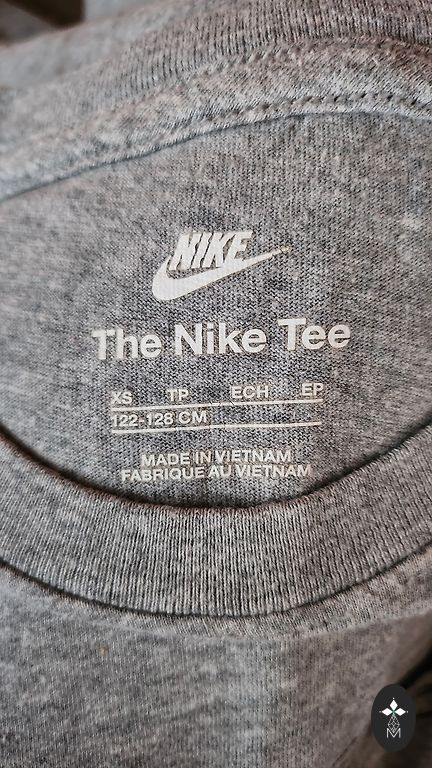 NIKE
The Nike Tee
XS TP ECH EP
122-128 CM
MADE IN VIETNAM
FABRIQUE AU VIETNAM
M